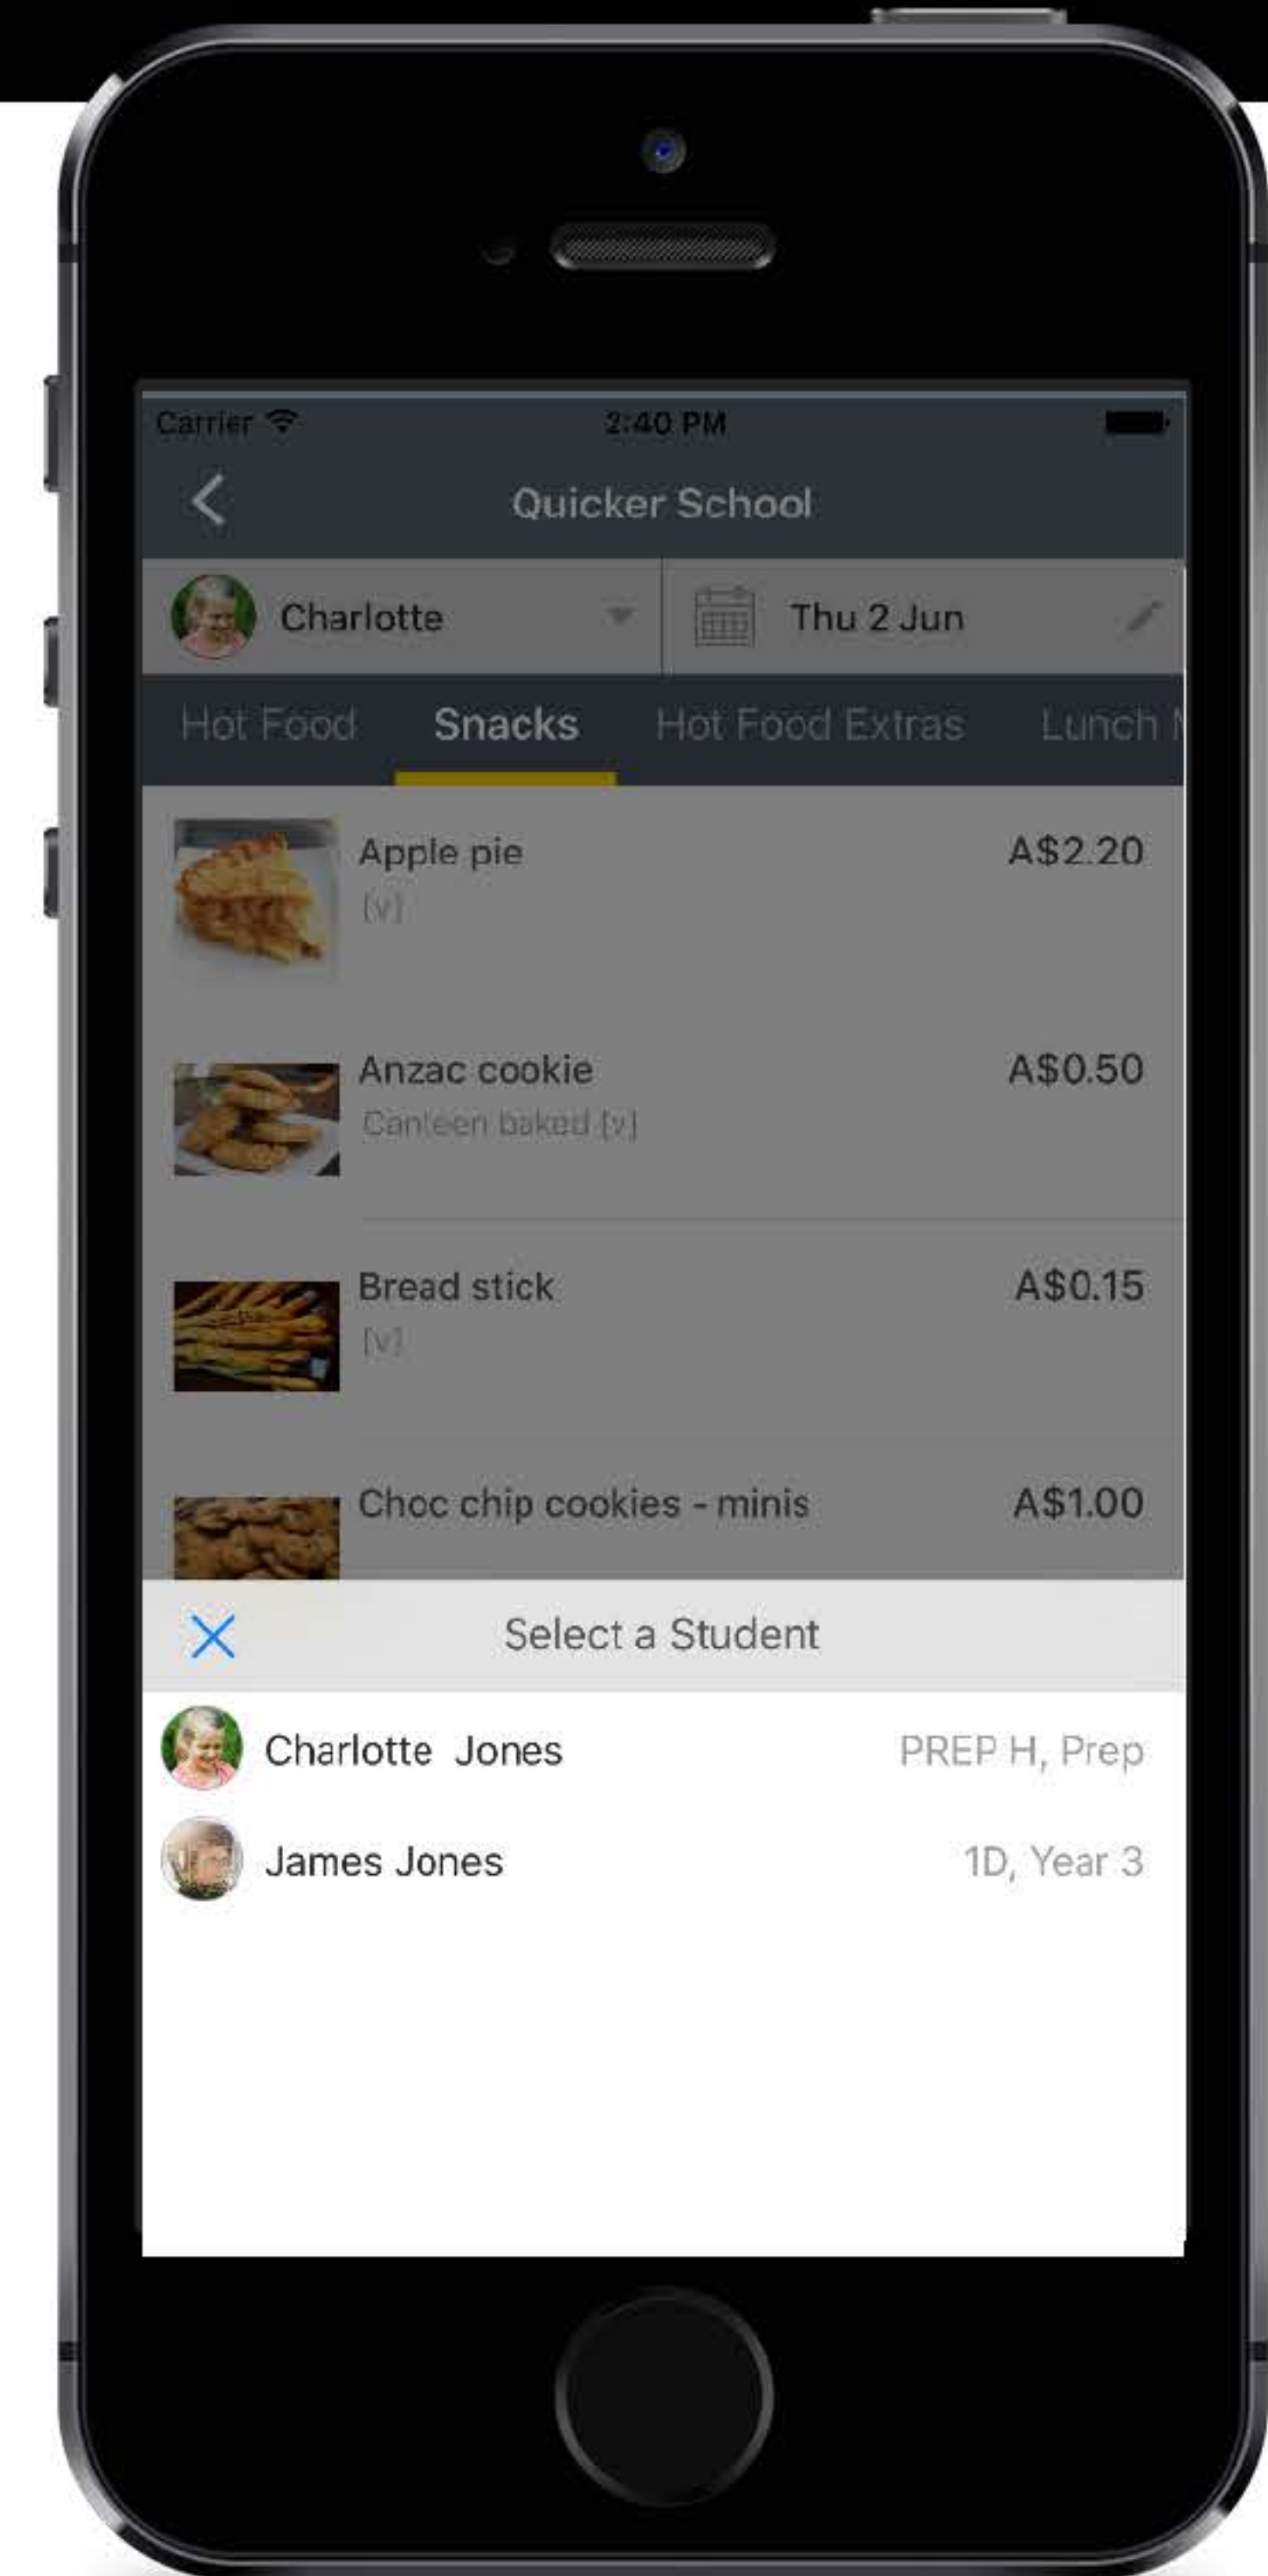 Carrier 2:40 PM
Quicker School
Charlotte Thu 2 Jun
Hot Food Snacks Hot Food Extras Lunch
Apple pie A$2.20
[v]
Anzac cookie A$0.50
Canteen baked [v]
Bread stick A$0.15
[v]
Choc chip cookies - minis A$1.00
Select a Student
Charlotte Jones PREP H, Prep
James Jones 1D, Year 3